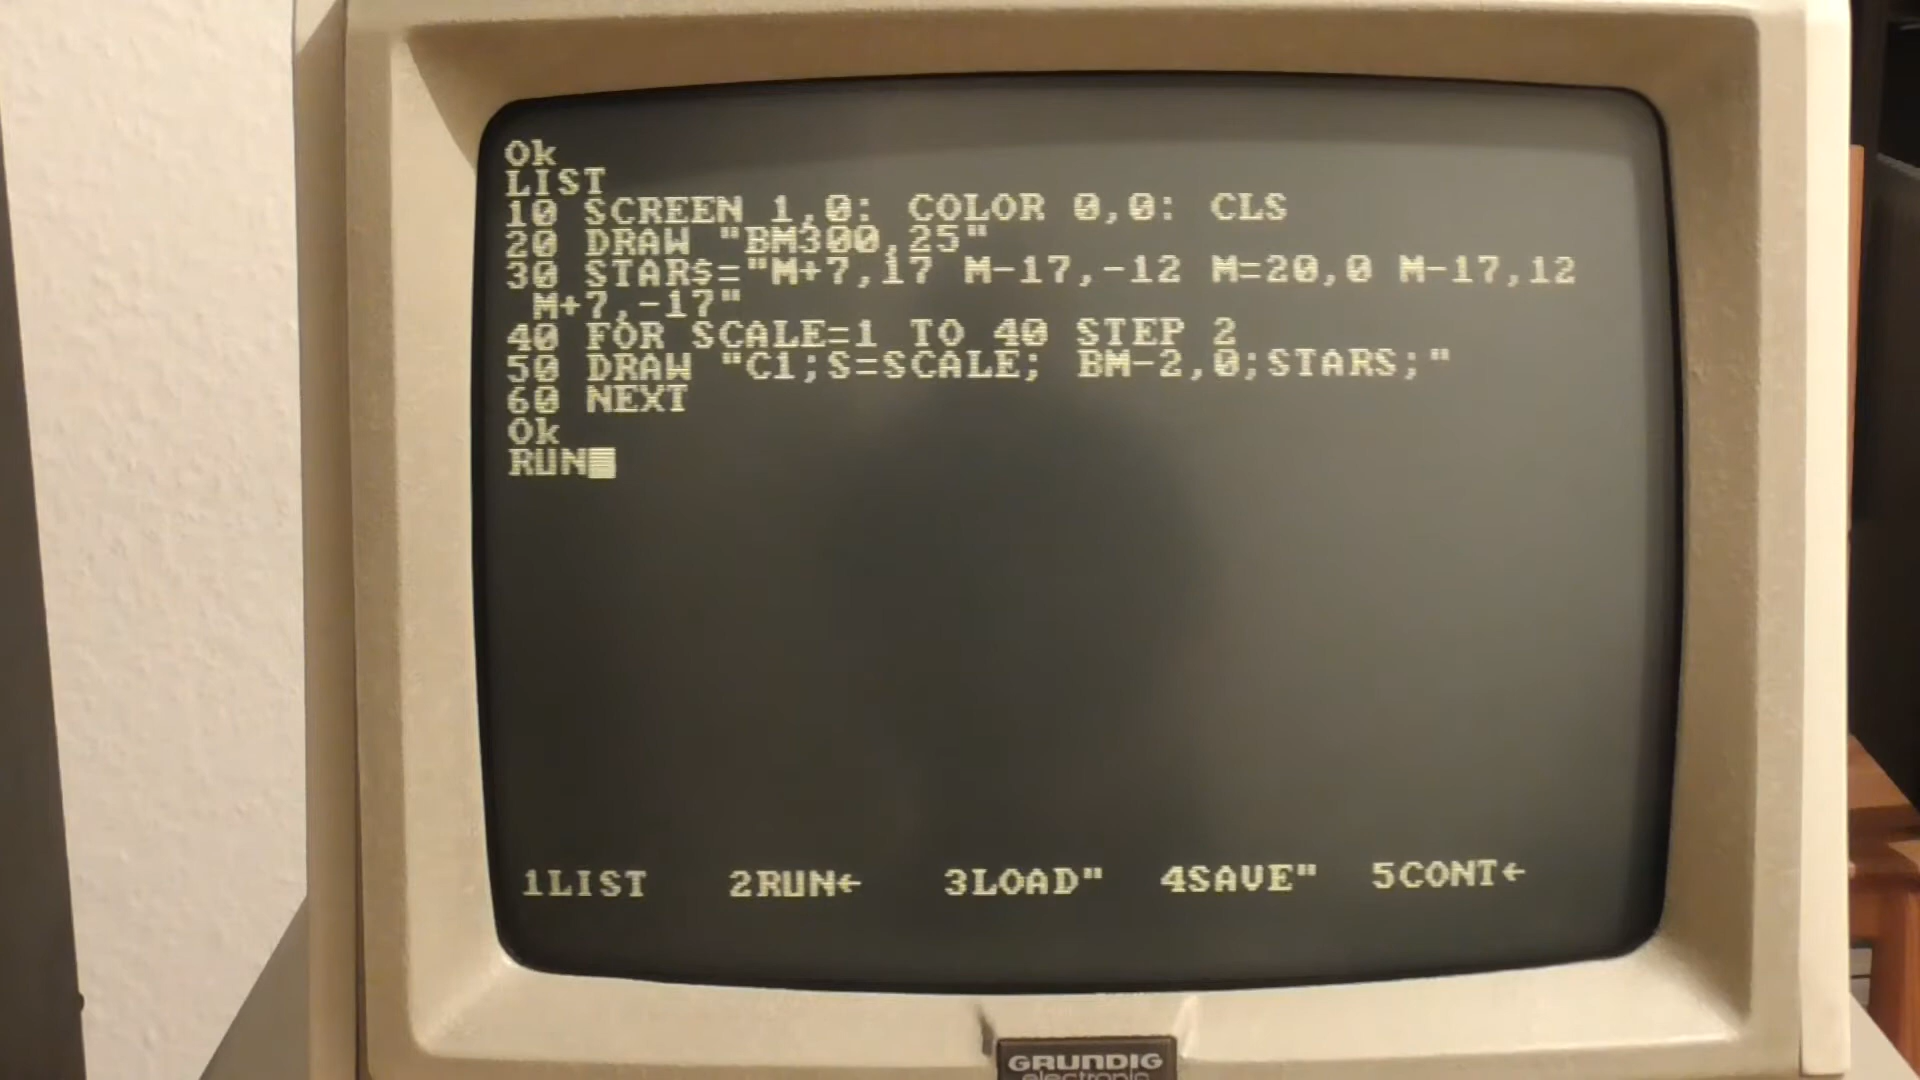 Ok
LIST
10 SCREEN 1,0: COLOR 0,0: CLS
20 DRAW "BM300,25"
30 STAR$="M+7,17 M-17,-12 M=20,0 M-17,12
M+7,-17"
40 FOR SCALE=1 TO 40 STEP 2
50 DRAW "C1;S=SCALE; BM-2,0;STARS;"
60 NEXT
Ok
RUN
1LIST 2RUN← 3LOAD" 4SAVE" 5CONT←
GRUNDIG
electronic